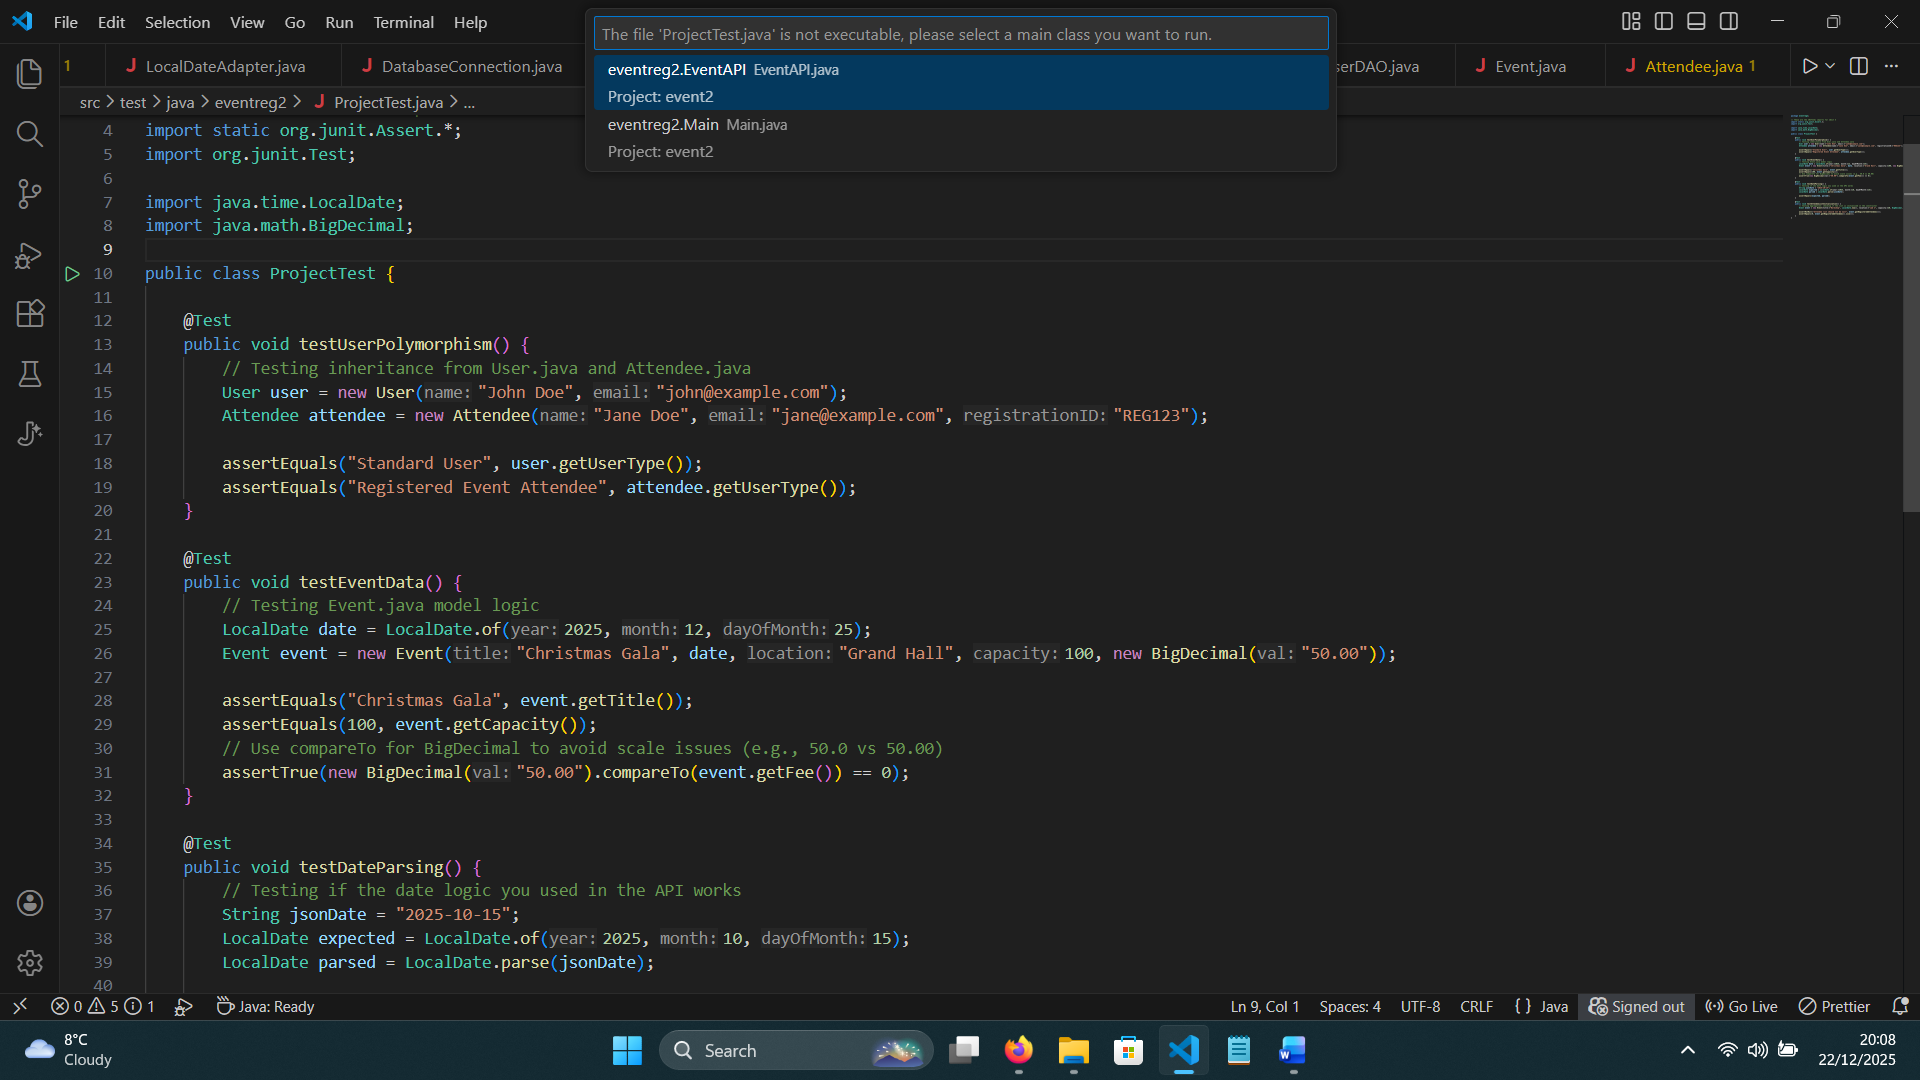 File Edit Selection View Go Run Terminal Help
The file 'ProjectTest.java' is not executable, please select a main class you want to run.
eventreg2.EventAPI EventAPI.java
Project: event2
eventreg2.Main Main.java
Project: event2
1 LocalDateAdapter.java DatabaseConnection.java serDAO.java Event.java Attendee.java 1
src > test > java > eventreg2 > ProjectTest.java > ...
4 import static org.junit.Assert.*;
5 import org.junit.Test;
6
7 import java.time.LocalDate;
8 import java.math.BigDecimal;
9
10 public class ProjectTest {
11
12 @Test
13 public void testUserPolymorphism() {
14 // Testing inheritance from User.java and Attendee.java
15 User user = new User(name: "John Doe", email: "john@example.com");
16 Attendee attendee = new Attendee(name: "Jane Doe", email: "jane@example.com", registrationID: "REG123");
17
18 assertEquals("Standard User", user.getUserType());
19 assertEquals("Registered Event Attendee", attendee.getUserType());
20 }
21
22 @Test
23 public void testEventData() {
24 // Testing Event.java model logic
25 LocalDate date = LocalDate.of(year: 2025, month: 12, dayOfMonth: 25);
26 Event event = new Event(title: "Christmas Gala", date, location: "Grand Hall", capacity: 100, new BigDecimal(val: "50.00"));
27
28 assertEquals("Christmas Gala", event.getTitle());
29 assertEquals(100, event.getCapacity());
30 // Use compareTo for BigDecimal to avoid scale issues (e.g., 50.0 vs 50.00)
31 assertTrue(new BigDecimal(val: "50.00").compareTo(event.getFee()) == 0);
32 }
33
34 @Test
35 public void testDateParsing() {
36 // Testing if the date logic you used in the API works
37 String jsonDate = "2025-10-15";
38 LocalDate expected = LocalDate.of(year: 2025, month: 10, dayOfMonth: 15);
39 LocalDate parsed = LocalDate.parse(jsonDate);
40
0 5 1 Java: Ready Ln 9, Col 1 Spaces: 4 UTF-8 CRLF {} Java Signed out Go Live Prettier
8°C
Cloudy
Search
20:08
22/12/2025